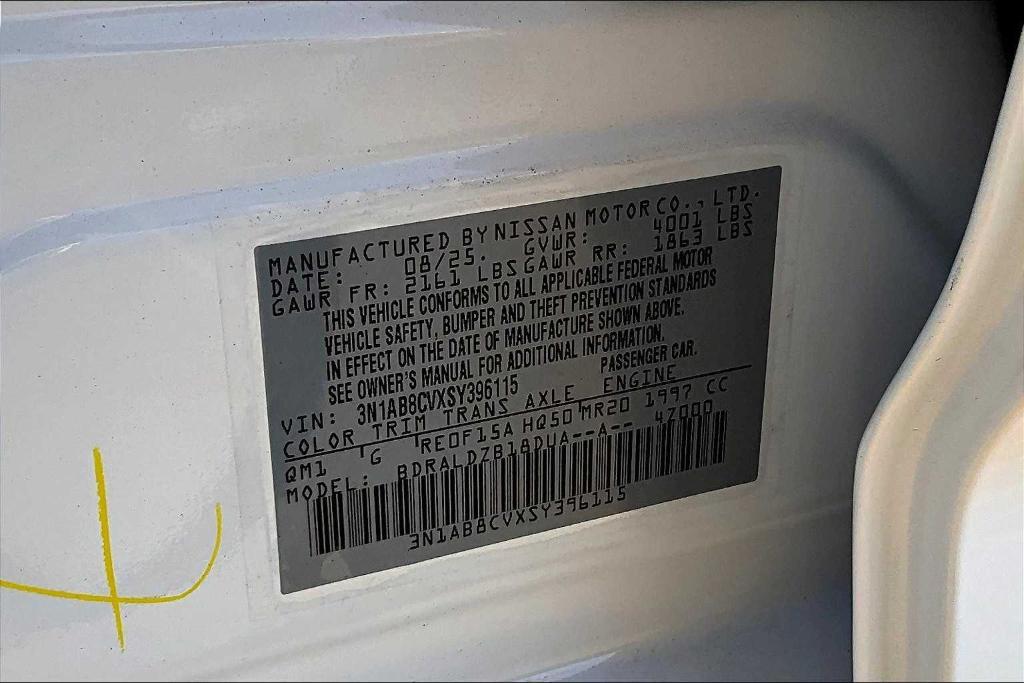 MANUFACTURED BY NISSAN MOTOR CO., LTD.
DATE: 08/25. GVWR: 4001 LBS
GAWR FR: 2161 LBS GAWR RR: 1863 LBS
THIS VEHICLE CONFORMS TO ALL APPLICABLE FEDERAL MOTOR
VEHICLE SAFETY, BUMPER AND THEFT PREVENTION STANDARDS
IN EFFECT ON THE DATE OF MANUFACTURE SHOWN ABOVE.
SEE OWNER'S MANUAL FOR ADDITIONAL INFORMATION.
VIN: 3N1AB8CVXSY396115 PASSENGER CAR.
COLOR TRIM TRANS AXLE ENGINE
QM1 G RE0F15A HQ50 MR20 1997 CC
MODEL: BDRALDZB18DUA--A-- 4Z000
3N1AB8CVXSY396115